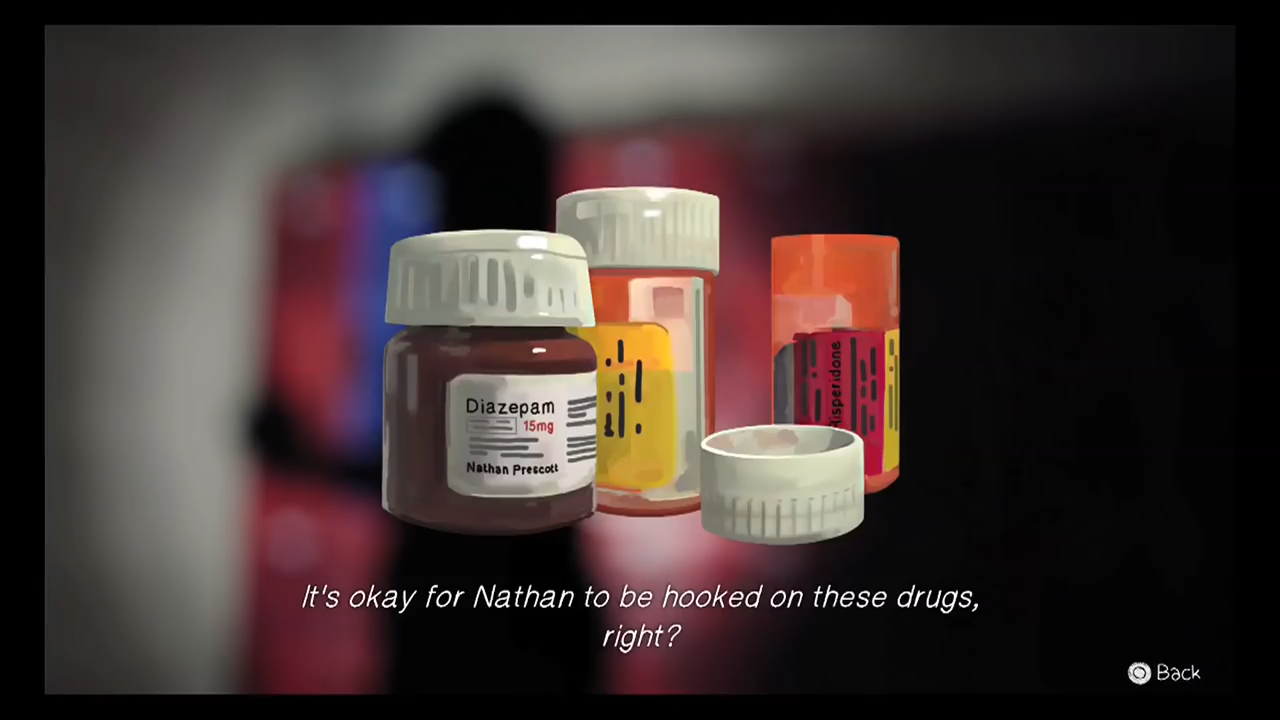 Diazepam
15mg
Nathan Prescott
Risperidone
It's okay for Nathan to be hooked on these drugs,
right?
Back